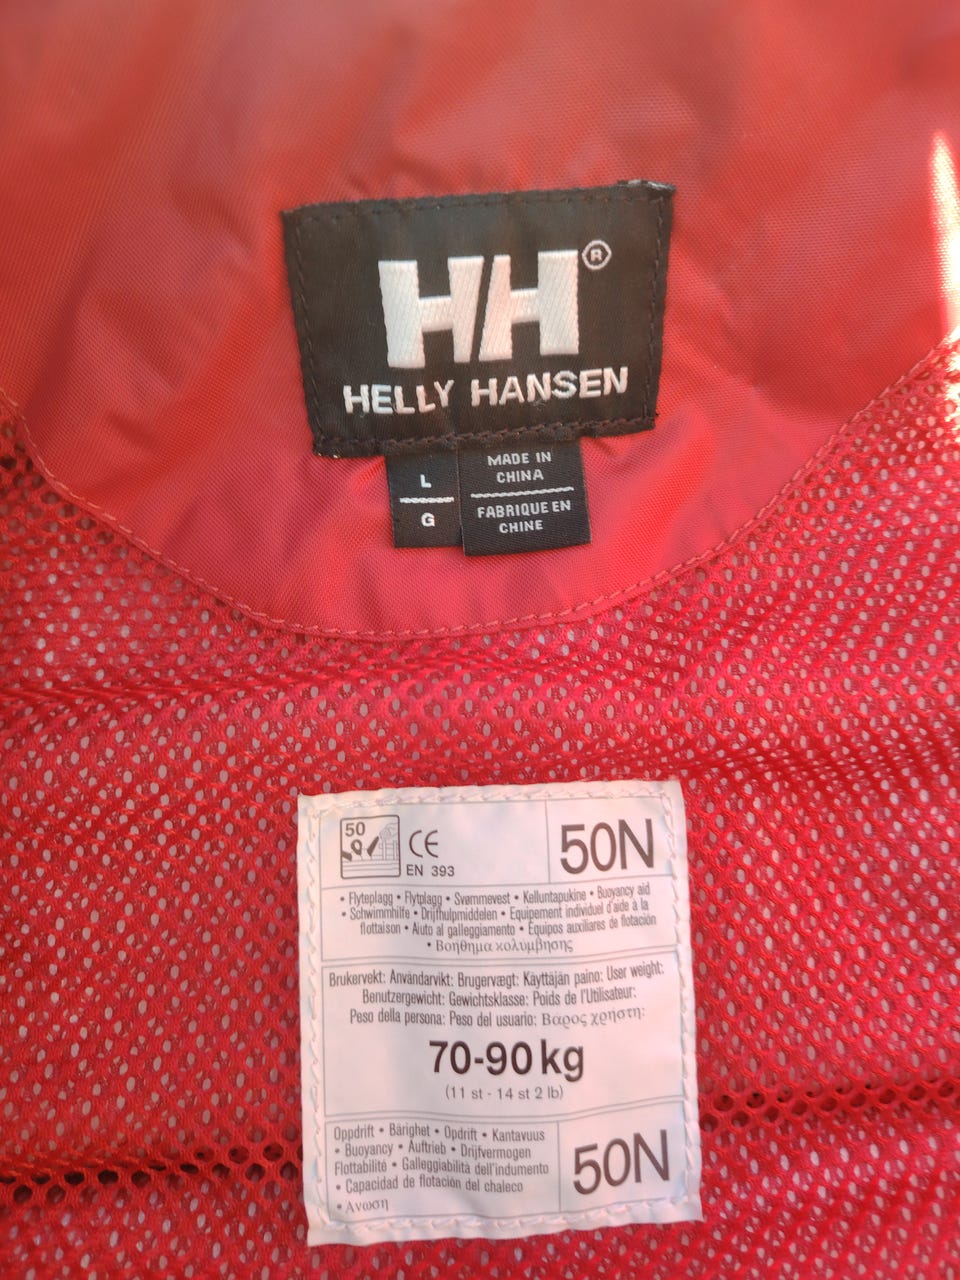 HH®
HELLY HANSEN
L
G
MADE IN
CHINA
FABRIQUE EN
CHINE
50
CE
EN 393
50N
• Flyteplagg • Flytplagg • Svømmevest • Kelluntapukine • Buoyancy aid
• Schwimmhilfe • Drijfhulpmiddelen • Equipement individuel d'aide à la
flottaison • Auto al galleggiamento • Équipos auxiliares de flotación
• Βοήθημα κολύμβησης
Brukervekt: Användarvikt: Brugervægt: Käyttäjän paino: User weight:
Benutzergewicht: Gewichtsklasse: Poids de l'Utilisateur:
Peso della persona: Peso del usuario: Βαρος χρήστη:
70-90 kg
(11 st - 14 st 2 lb)
Oppdrift • Bärighet • Opdrift • Kantavuus
• Buoyancy • Auftrieb • Drijfvermogen
Flottabilité • Galleggiabilità dell'indumento
• Capacidad de flotación del chaleco
• Ανωση
50N